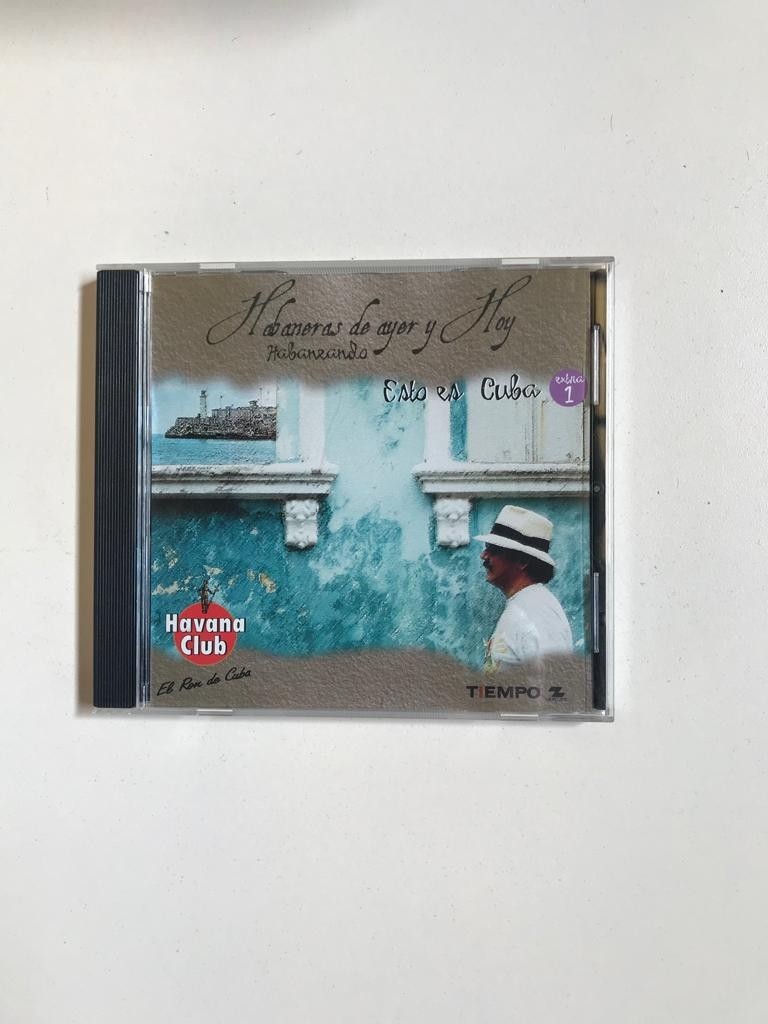 Habaneras de ayer y Hoy
Habaneando
Esto es Cuba
extra
1
Havana
Club
El Ron de Cuba
TIEMPO